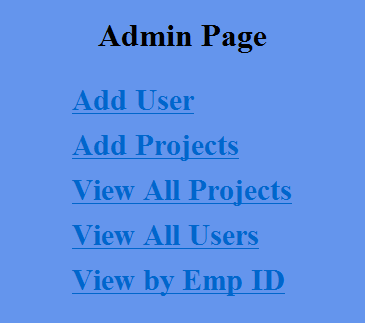 Admin Page
Add User
Add Projects
View All Projects
View All Users
View by Emp ID